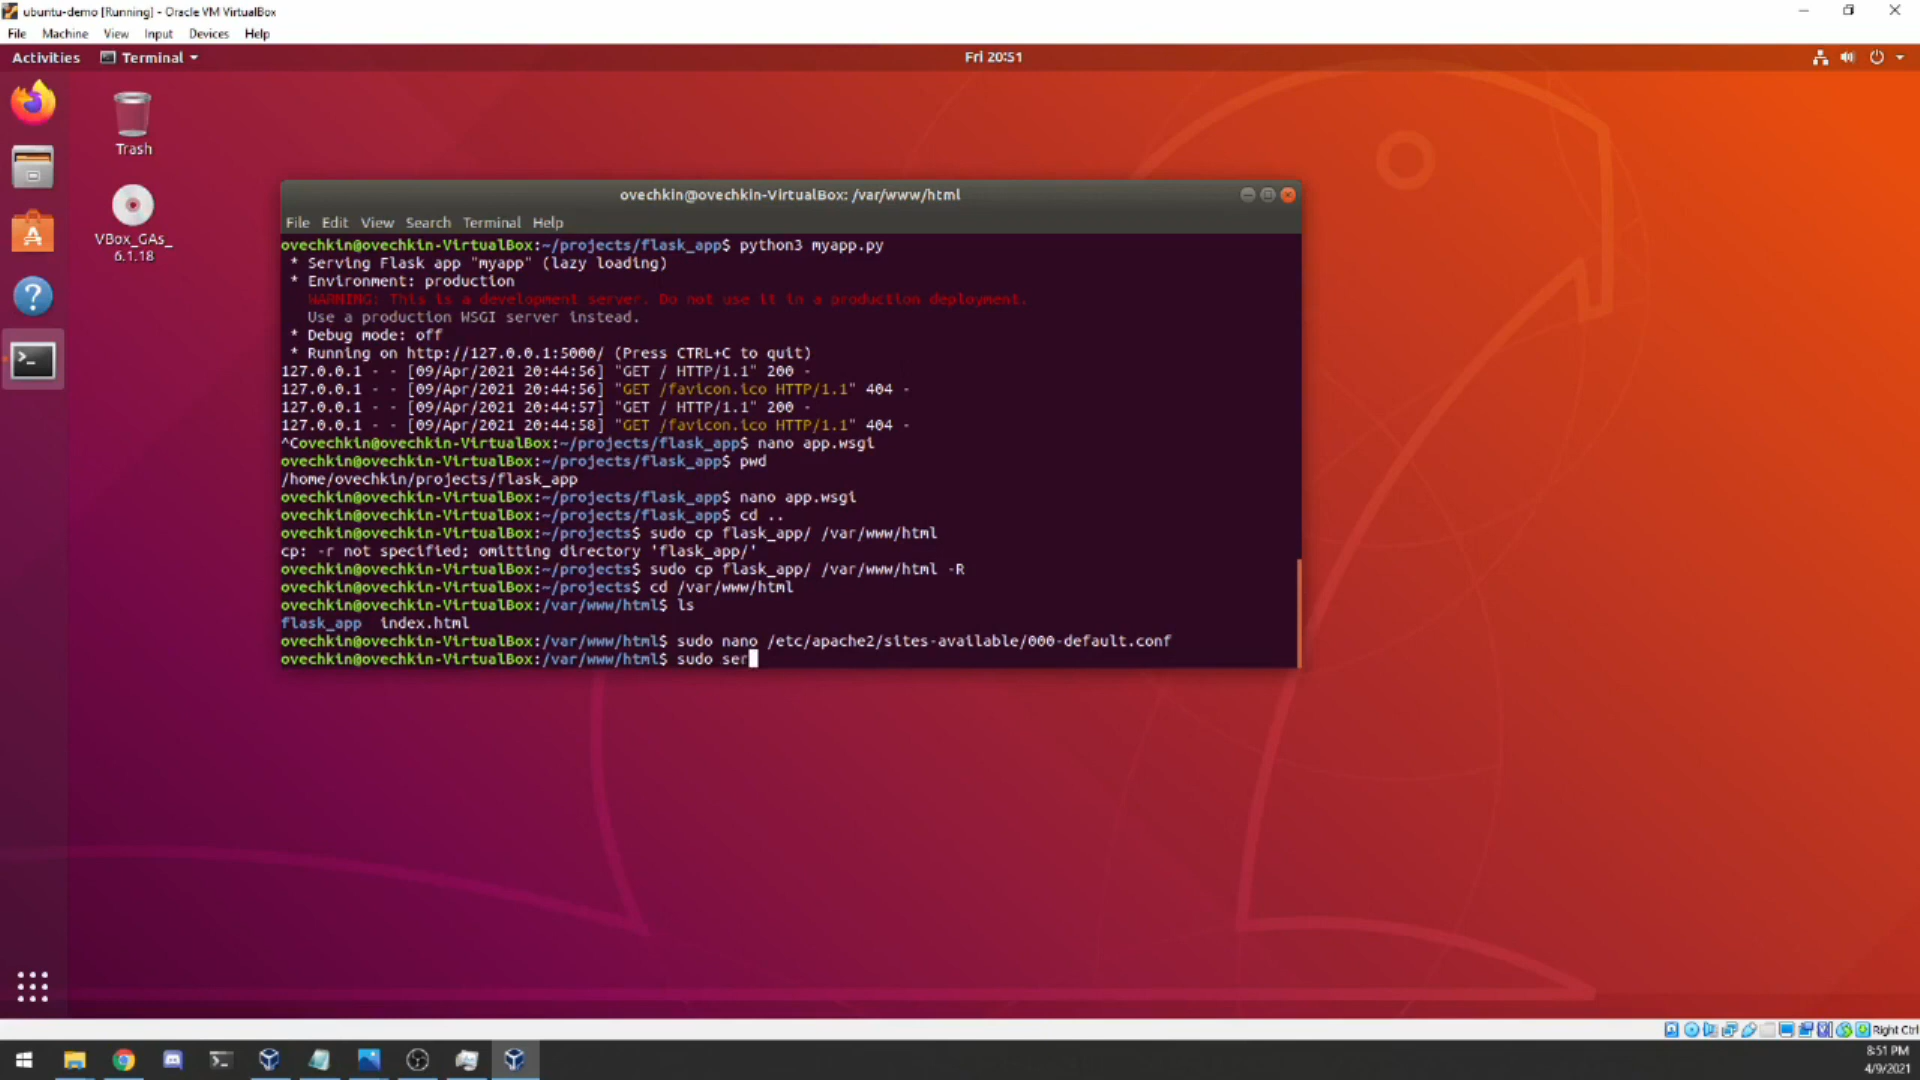 ubuntu-demo [Running] - Oracle VM VirtualBox
File Machine View Input Devices Help
Activities Terminal Fri 20:51
Trash
VBox_GAs_
6.1.18
ovechkin@ovechkin-VirtualBox: /var/www/html
File Edit View Search Terminal Help
ovechkin@ovechkin-VirtualBox:~/projects/flask_app$ python3 myapp.py
* Serving Flask app "myapp" (lazy loading)
* Environment: production
WARNING: This is a development server. Do not use it in a production deployment.
Use a production WSGI server instead.
* Debug mode: off
* Running on http://127.0.0.1:5000/ (Press CTRL+C to quit)
127.0.0.1 - - [09/Apr/2021 20:44:56] "GET / HTTP/1.1" 200 -
127.0.0.1 - - [09/Apr/2021 20:44:56] "GET /favicon.ico HTTP/1.1" 404 -
127.0.0.1 - - [09/Apr/2021 20:44:57] "GET / HTTP/1.1" 200 -
127.0.0.1 - - [09/Apr/2021 20:44:58] "GET /favicon.ico HTTP/1.1" 404 -
^Covechkin@ovechkin-VirtualBox:~/projects/flask_app$ nano app.wsgi
ovechkin@ovechkin-VirtualBox:~/projects/flask_app$ pwd
/home/ovechkin/projects/flask_app
ovechkin@ovechkin-VirtualBox:~/projects/flask_app$ nano app.wsgi
ovechkin@ovechkin-VirtualBox:~/projects/flask_app$ cd ..
ovechkin@ovechkin-VirtualBox:~/projects$ sudo cp flask_app/ /var/www/html
cp: -r not specified; omitting directory 'flask_app/'
ovechkin@ovechkin-VirtualBox:~/projects$ sudo cp flask_app/ /var/www/html -R
ovechkin@ovechkin-VirtualBox:~/projects$ cd /var/www/html
ovechkin@ovechkin-VirtualBox:/var/www/html$ ls
flask_app index.html
ovechkin@ovechkin-VirtualBox:/var/www/html$ sudo nano /etc/apache2/sites-available/000-default.conf
ovechkin@ovechkin-VirtualBox:/var/www/html$ sudo ser
Right Ctrl
8:51 PM
4/9/2021